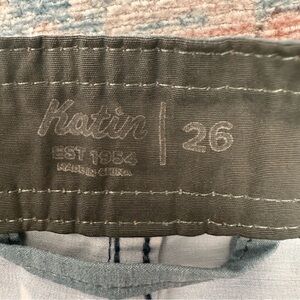 Katin | 26
EST 1954
MADE IN CHINA